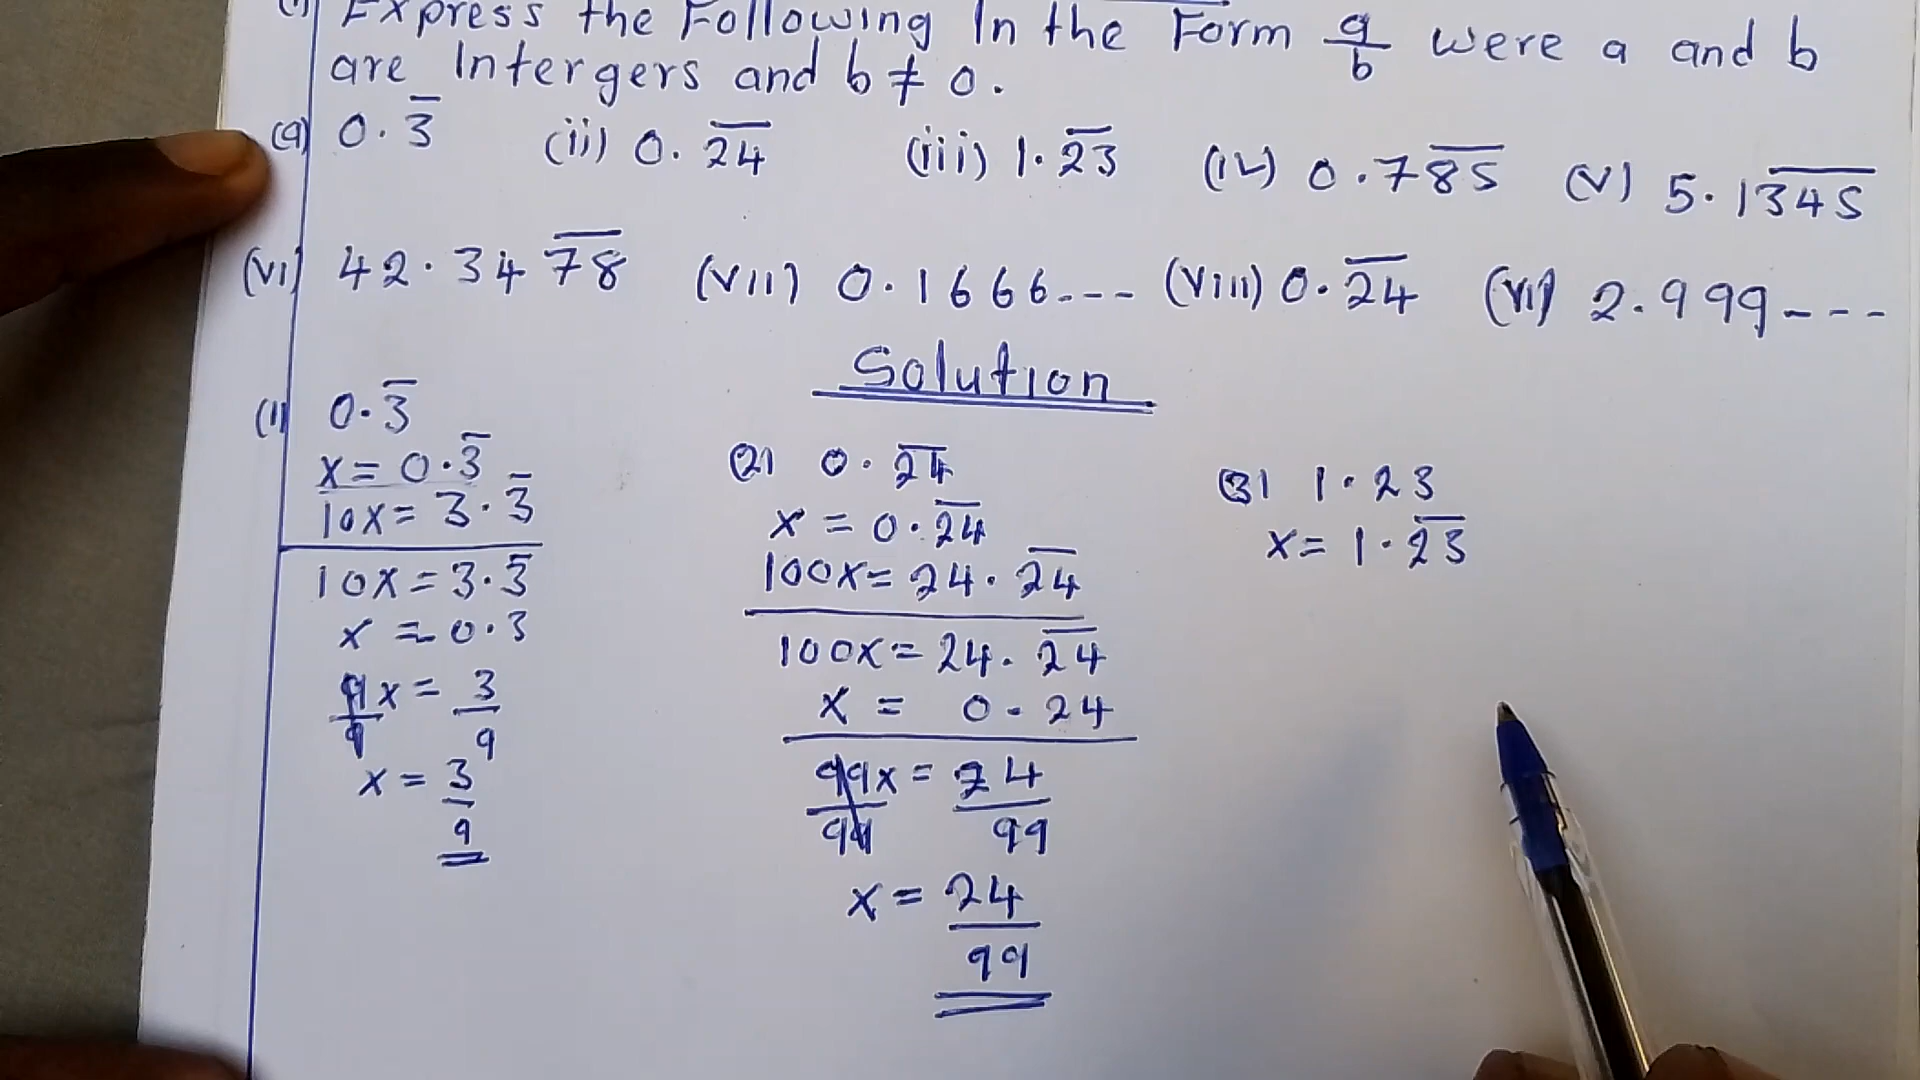 (1) Express the Following In the Form a/b were a and b
are Intergers and b ≠ 0.
(a) 0.3̅ (ii) 0.2̅4̅ (iii) 1.2̅3̅ (iv) 0.78̅5̅ (v) 5.13̅4̅5̅
(vi) 42.347̅8̅ (vii) 0.1666--- (viii) 0.2̅4̅ (vi) 2.999---
Solution
(1) 0.3̅
x = 0.3̅
10x = 3.3̅
10x = 3.3̅
x = 0.3
9x/9 = 3/9
x = 3/9
(2) 0.2̅4̅
x = 0.2̅4̅
100x = 24.2̅4̅
100x = 24.2̅4̅
x = 0.24
99x/99 = 24/99
x = 24/99
(3) 1.23
x = 1.2̅3̅